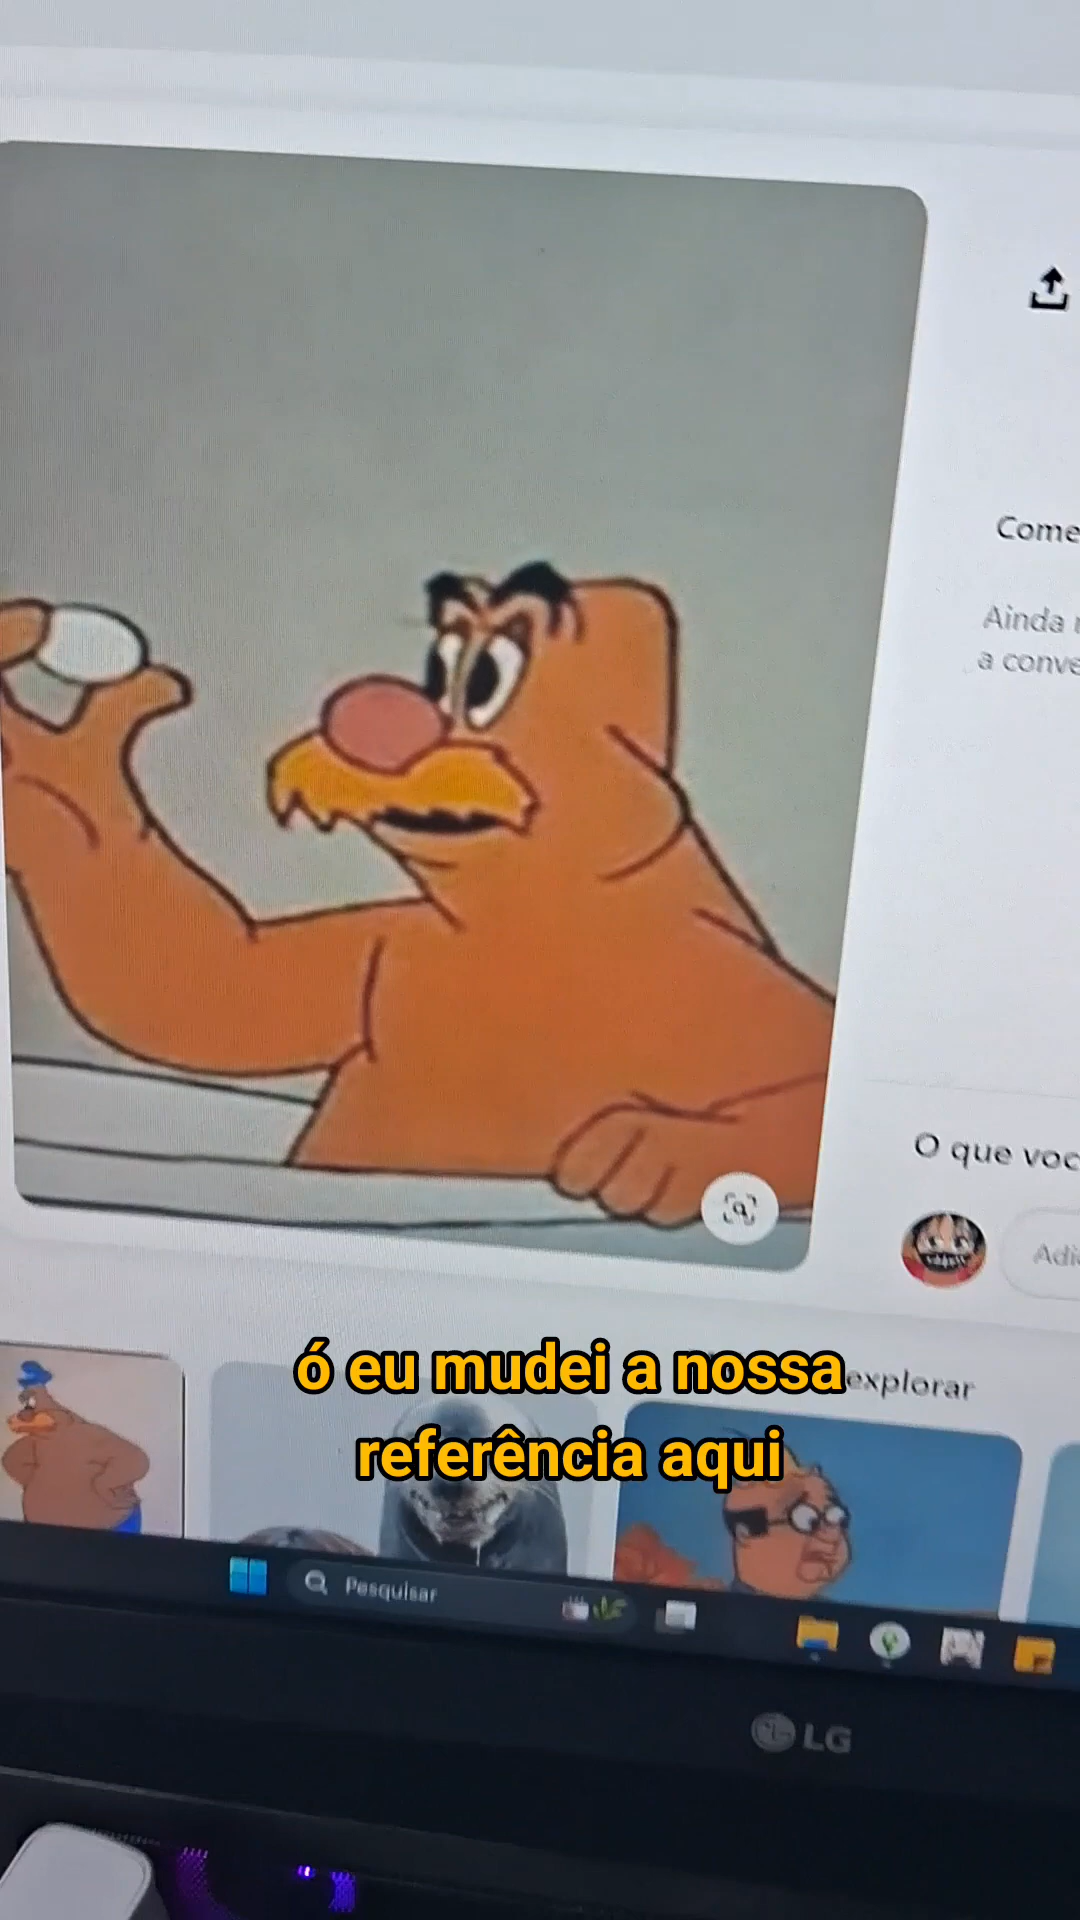 Come
Ainda
a conve
O que voc
Adi
ó eu mudei a nossa
explorar
referência aqui
Pesquisar
LG